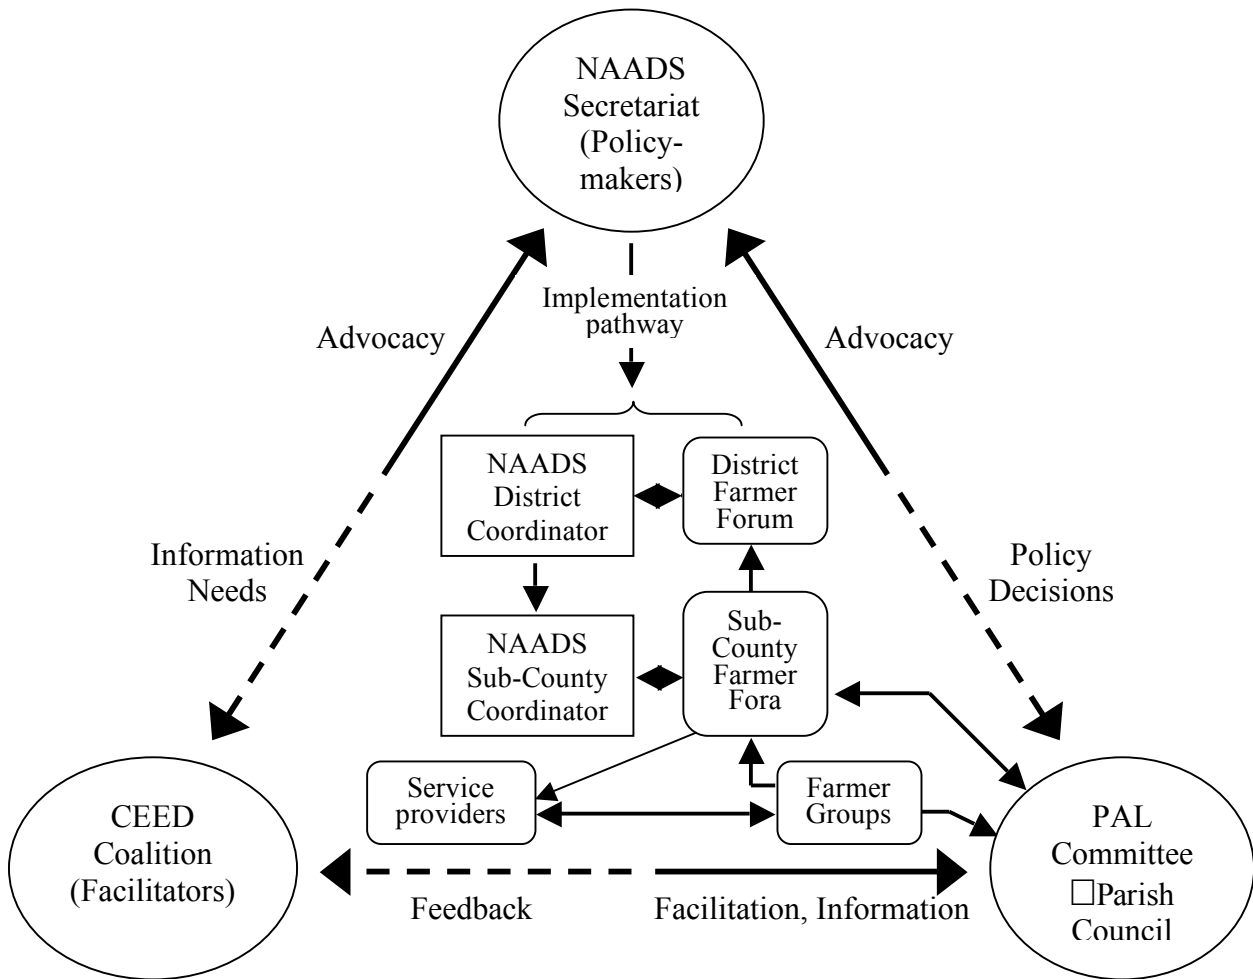 NAADS
Secretariat
(Policy-
makers)
Implementation
pathway
Advocacy
Advocacy
NAADS
District
Coordinator
District
Farmer
Forum
Information
Needs
Policy
Decisions
NAADS
Sub-County
Coordinator
Sub-
County
Farmer
Fora
Service
providers
Farmer
Groups
CEED
Coalition
(Facilitators)
PAL
Committee
□Parish
Council
Feedback
Facilitation, Information